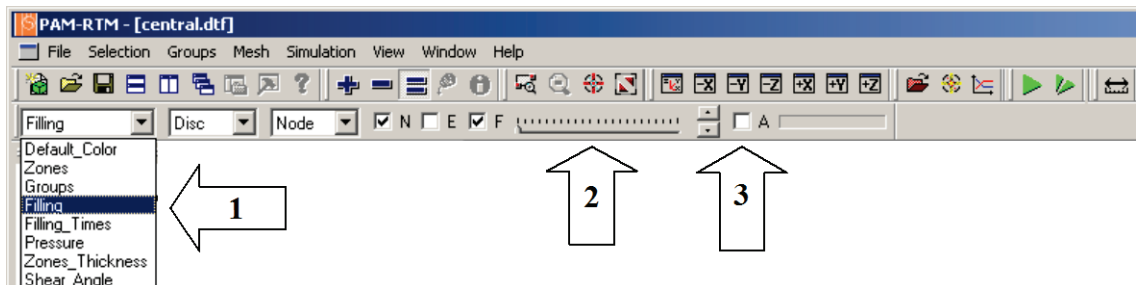 PAM-RTM - [central.dtf]
File Selection Groups Mesh Simulation View Window Help
-X -Y -Z +X +Y +Z
Filling Disc Node N E F A
Default_Color
Zones
Groups
Filling
Filling_Times
Pressure
Zones_Thickness
Shear_Angle
1
2
3